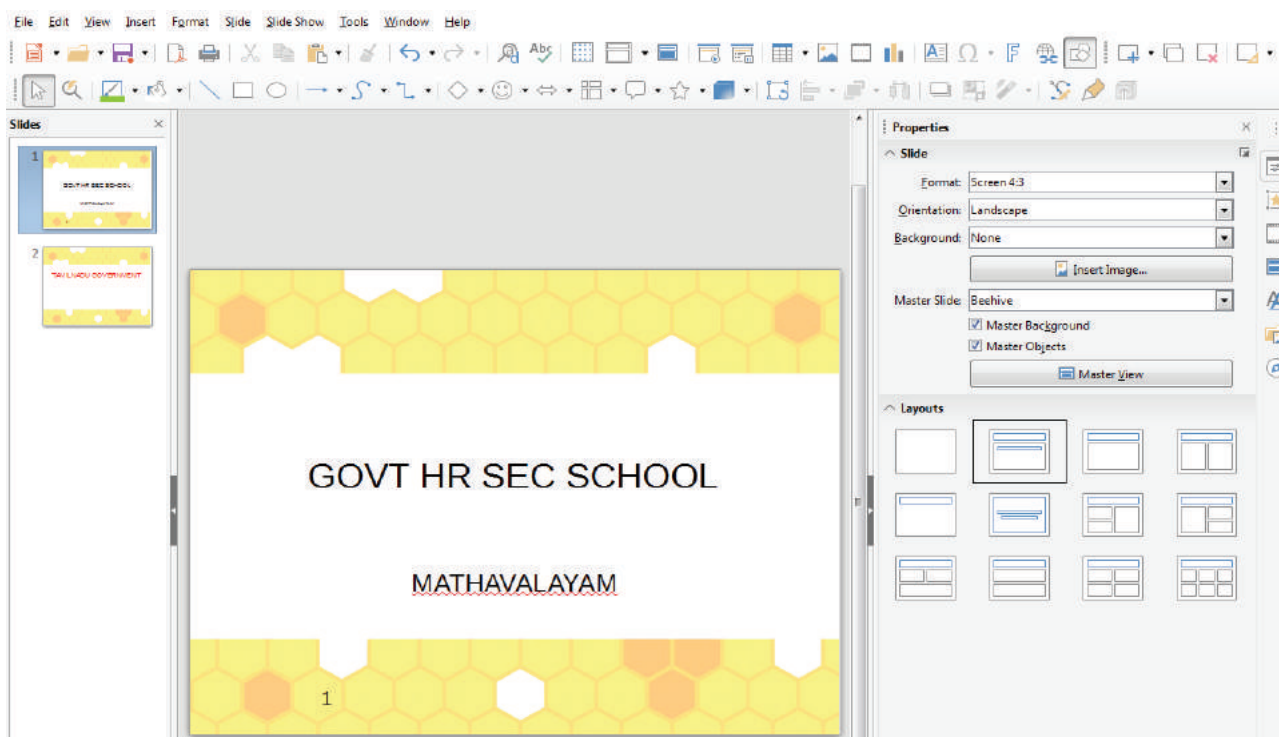 File Edit View Insert Format Slide Slide Show Tools Window Help
Slides
Properties
Slide
1
GOVT HR SEC SCHOOL
Format: Screen 4:3
Orientation: Landscape
Background: None
2
TAMILNADU GOVERNMENT
Insert Image...
Master Slide: Beehive
Master Background
Master Objects
Master View
Layouts
GOVT HR SEC SCHOOL
MATHAVALAYAM
1